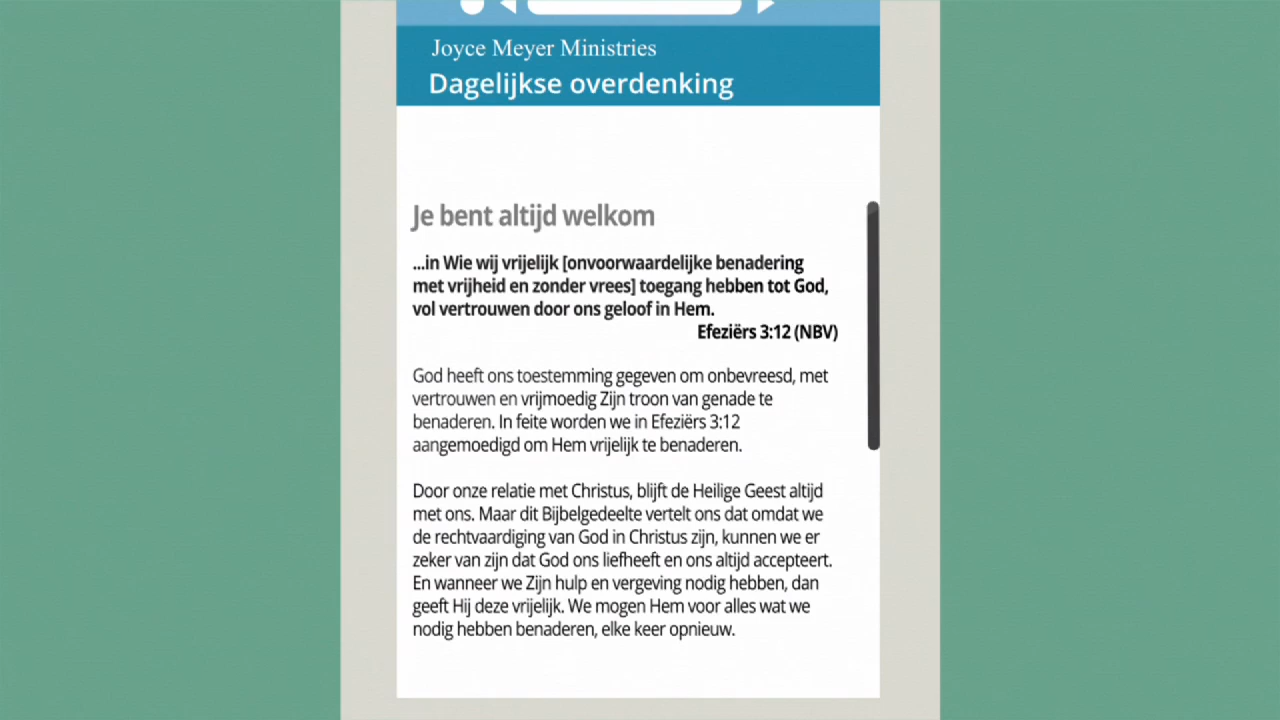 Joyce Meyer Ministries
Dagelijkse overdenking
Je bent altijd welkom
...in Wie wij vrijelijk [onvoorwaardelijke benadering
met vrijheid en zonder vrees] toegang hebben tot God,
vol vertrouwen door ons geloof in Hem.
Efeziërs 3:12 (NBV)
God heeft ons toestemming gegeven om onbevreesd, met
vertrouwen en vrijmoedig Zijn troon van genade te
benaderen. In feite worden we in Efeziërs 3:12
aangemoedigd om Hem vrijelijk te benaderen.
Door onze relatie met Christus, blijft de Heilige Geest altijd
met ons. Maar dit Bijbelgedeelte vertelt ons dat omdat we
de rechtvaardiging van God in Christus zijn, kunnen we er
zeker van zijn dat God ons liefheeft en ons altijd accepteert.
En wanneer we Zijn hulp en vergeving nodig hebben, dan
geeft Hij deze vrijelijk. We mogen Hem voor alles wat we
nodig hebben benaderen, elke keer opnieuw.